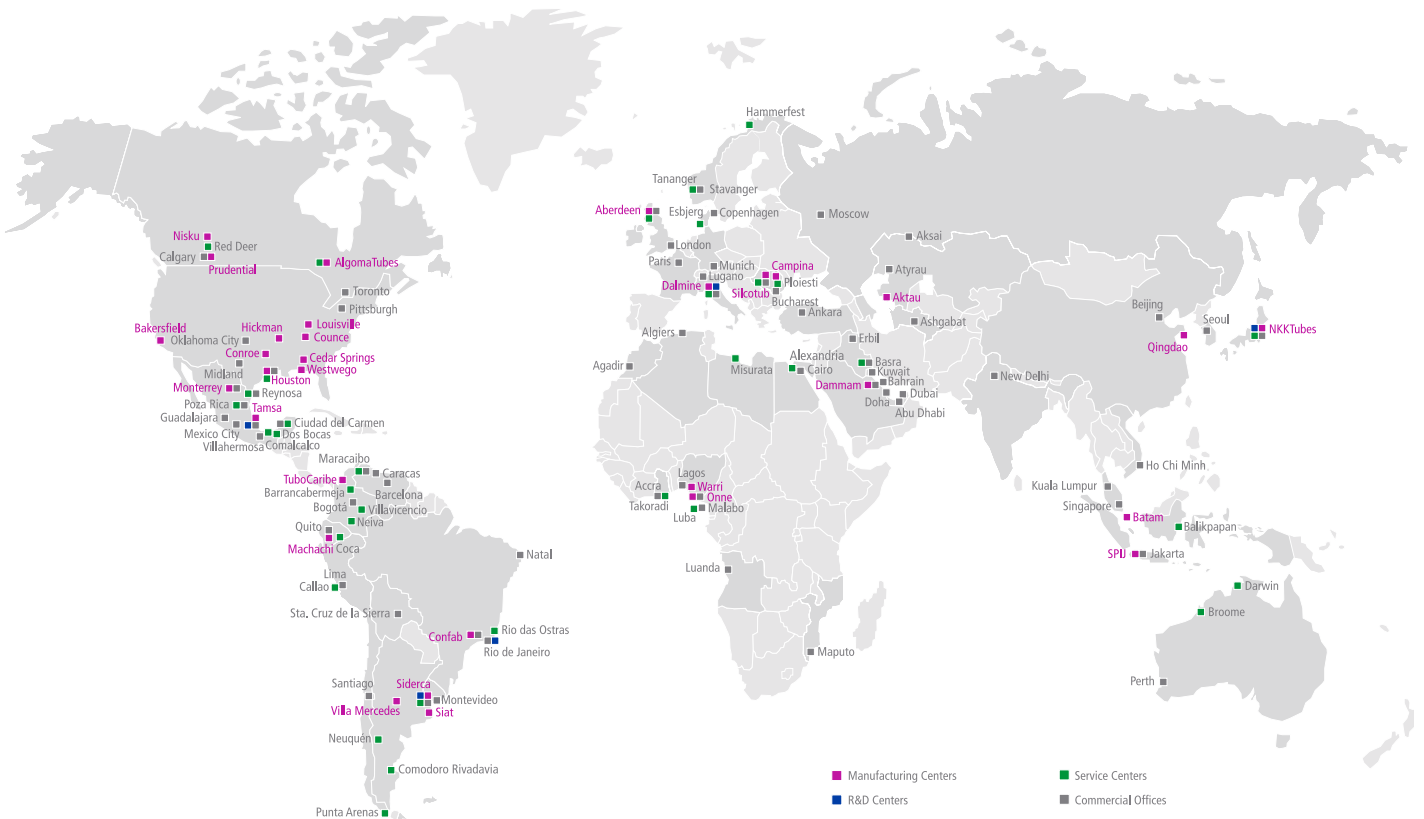 Hammerfest
Tananger
Stavanger
Aberdeen
Esbjerg
Copenhagen
Moscow
London
Paris
Munich
Lugano
Campina
Dalmine
Silcotub
Ploiesti
Bucharest
Ankara
Aksai
Atyrau
Aktau
Ashgabat
Nisku
Red Deer
Calgary
Prudential
AlgomaTubes
Toronto
Pittsburgh
Bakersfield
Hickman
Louisville
Oklahoma City
Counce
Conroe
Cedar Springs
Westwego
Midland
Houston
Monterrey
Reynosa
Poza Rica
Tamsa
Guadalajara
Ciudad del Carmen
Mexico City
Dos Bocas
Villahermosa
Comalcalco
Maracaibo
Caracas
TuboCaribe
Barrancabermeja
Barcelona
Bogotá
Villavicencio
Neiva
Quito
Machachi
Coca
Natal
Lima
Callao
Sta. Cruz de la Sierra
Confab
Rio das Ostras
Rio de Janeiro
Santiago
Siderca
Montevideo
Villa Mercedes
Siat
Neuquén
Comodoro Rivadavia
Punta Arenas
Algiers
Agadir
Misurata
Alexandria
Cairo
Erbil
Basra
Kuwait
Dammam
Bahrain
Doha
Dubai
Abu Dhabi
Lagos
Warri
Accra
Onne
Takoradi
Malabo
Luba
Luanda
Maputo
New Delhi
Beijing
Seoul
NKKTubes
Qingdao
Ho Chi Minh
Kuala Lumpur
Singapore
Batam
Balikpapan
SPIJ
Jakarta
Darwin
Broome
Perth
Manufacturing Centers
Service Centers
R&D Centers
Commercial Offices